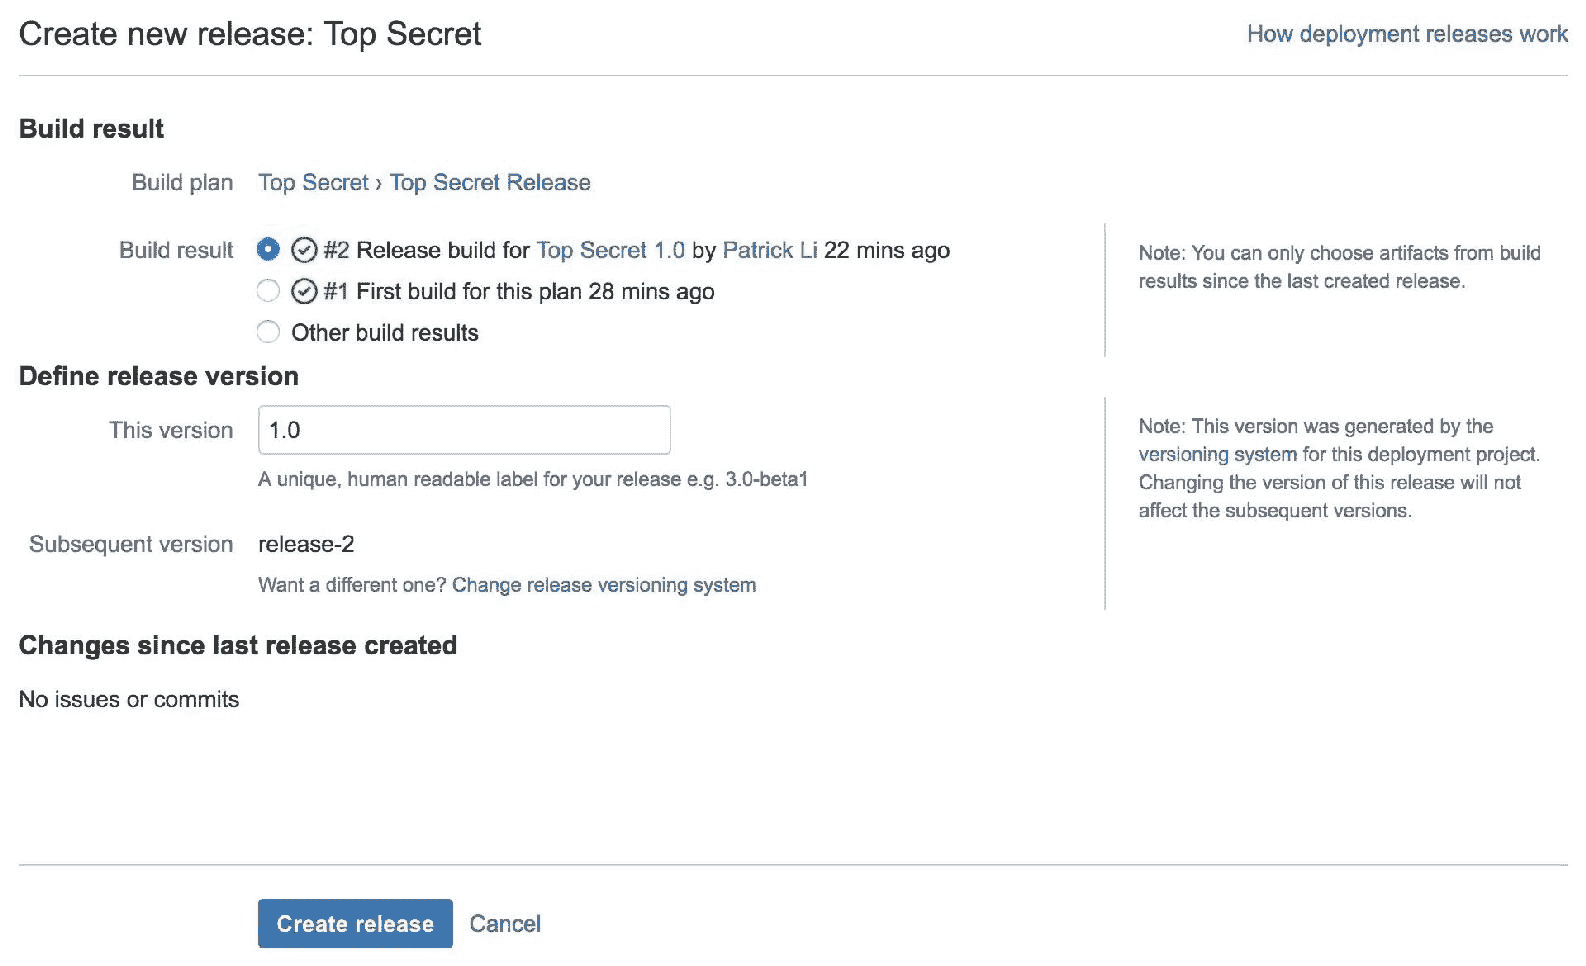 Create new release: Top Secret
How deployment releases work
Build result
Build plan Top Secret › Top Secret Release
Build result #2 Release build for Top Secret 1.0 by Patrick Li 22 mins ago
#1 First build for this plan 28 mins ago
Other build results
Note: You can only choose artifacts from build
results since the last created release.
Define release version
This version 1.0
A unique, human readable label for your release e.g. 3.0-beta1
Subsequent version release-2
Want a different one? Change release versioning system
Note: This version was generated by the
versioning system for this deployment project.
Changing the version of this release will not
affect the subsequent versions.
Changes since last release created
No issues or commits
Create release Cancel